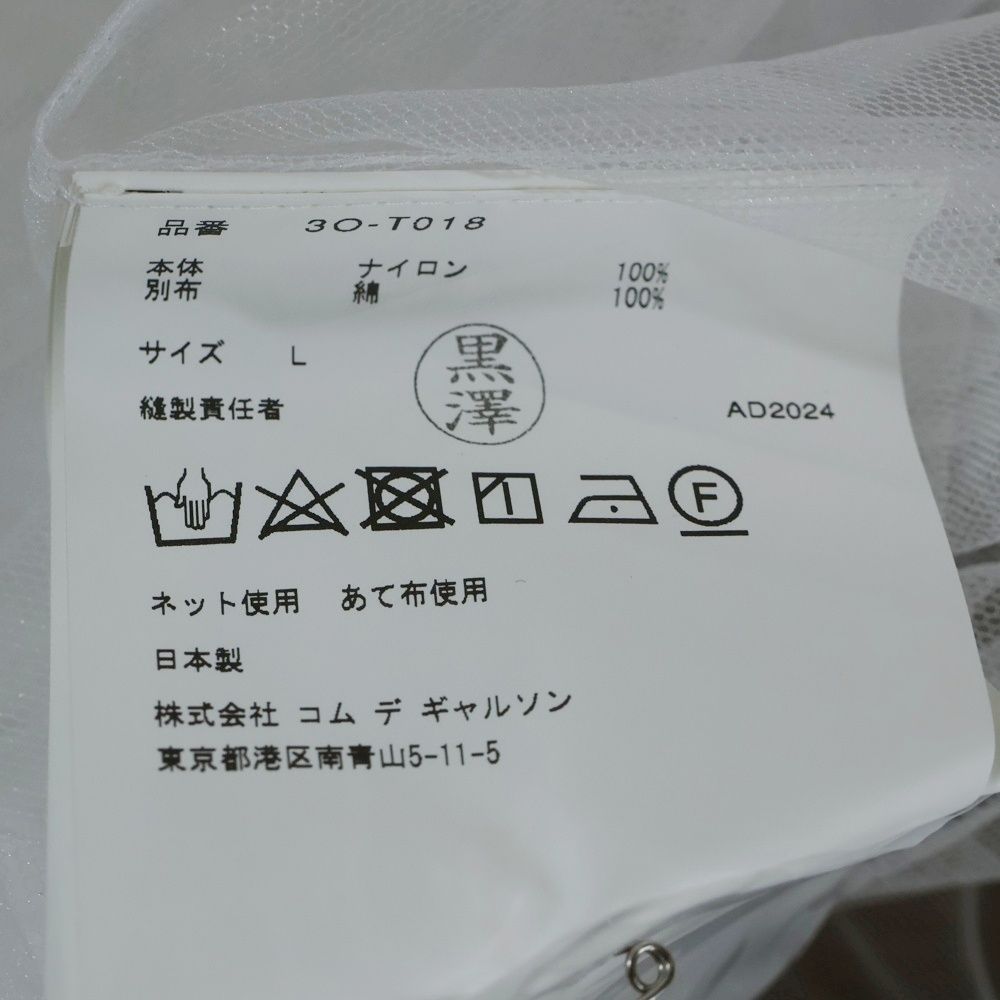 品番 3O-T018
本体 ナイロン 100%
別布 綿 100%
サイズ L
黒澤
縫製責任者 AD2024
F
ネット使用 あて布使用
日本製
株式会社 コム デ ギャルソン
東京都港区南青山5-11-5